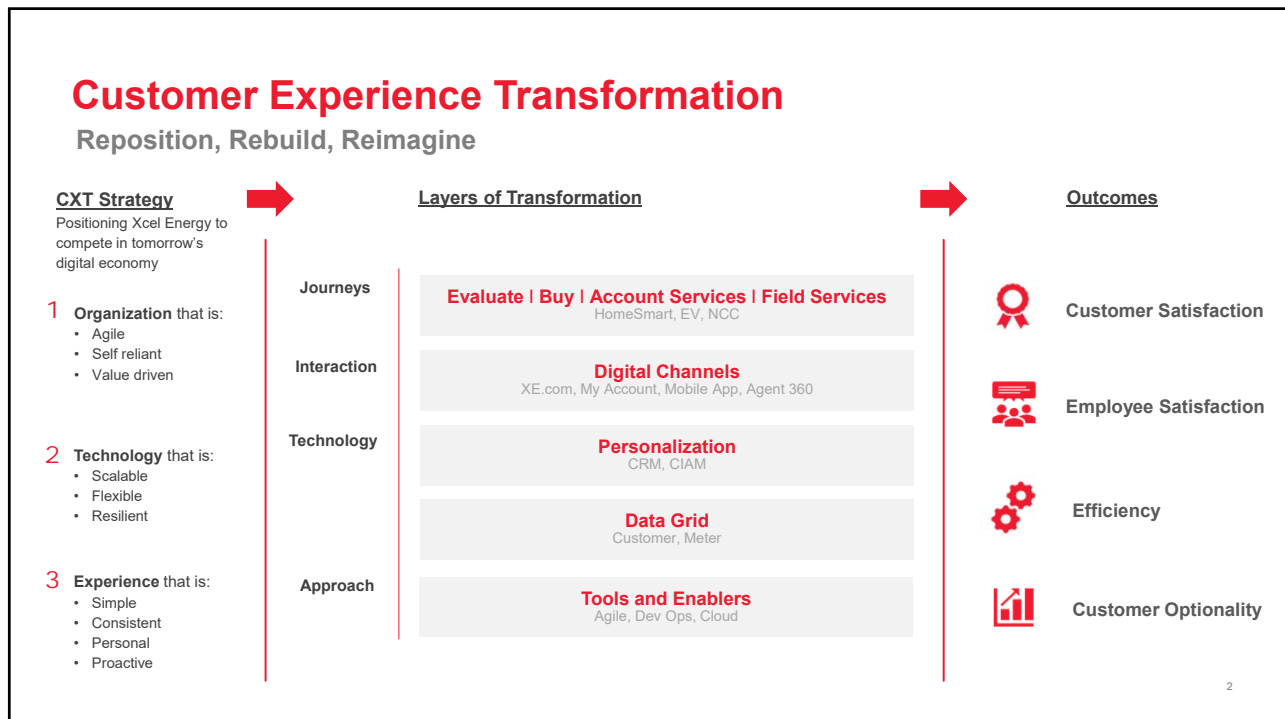 Customer Experience Transformation
Reposition, Rebuild, Reimagine
CXT Strategy
Positioning Xcel Energy to
compete in tomorrow's
digital economy
1 Organization that is:
• Agile
• Self reliant
• Value driven
2 Technology that is:
• Scalable
• Flexible
• Resilient
3 Experience that is:
• Simple
• Consistent
• Personal
• Proactive
Layers of Transformation
Journeys
Evaluate | Buy | Account Services | Field Services
HomeSmart, EV, NCC
Interaction
Digital Channels
XE.com, My Account, Mobile App, Agent 360
Technology
Personalization
CRM, CIAM
Data Grid
Customer, Meter
Approach
Tools and Enablers
Agile, Dev Ops, Cloud
Outcomes
Customer Satisfaction
Employee Satisfaction
Efficiency
Customer Optionality
2